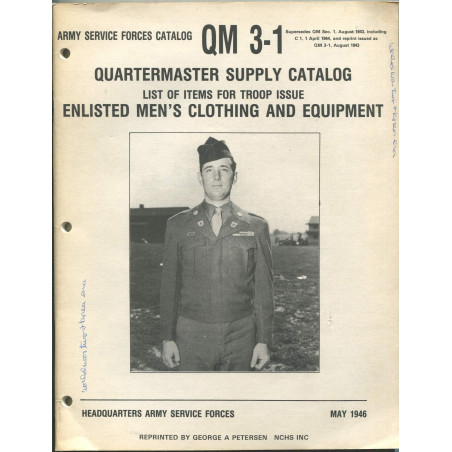 ARMY SERVICE FORCES CATALOG
QM 3-1
Supersedes QM Sec. 1, August 1943, including
C 1, 1 April 1944, and reprint issued as
QM 3-1, August 1943
QUARTERMASTER SUPPLY CATALOG
LIST OF ITEMS FOR TROOP ISSUE
ENLISTED MEN'S CLOTHING AND EQUIPMENT
HEADQUARTERS ARMY SERVICE FORCES
MAY 1946
REPRINTED BY GEORGE A PETERSEN NCHS INC